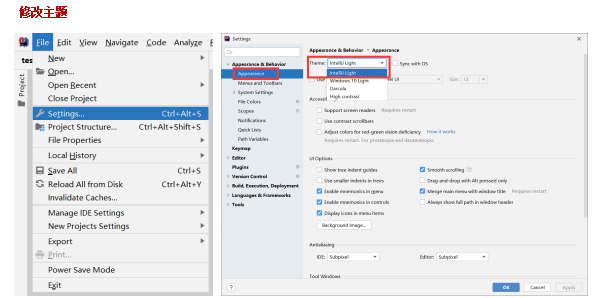 修改主题
File Edit View Navigate Code Analyze
tes
Project
New
Open...
Open Recent
Close Project
Settings... Ctrl+Alt+S
Project Structure... Ctrl+Alt+Shift+S
File Properties
Local History
Save All Ctrl+S
Reload All from Disk Ctrl+Alt+Y
Invalidate Caches...
Manage IDE Settings
New Projects Settings
Export
Print...
Power Save Mode
Exit
Settings
Appearance & Behavior
Appearance
Menus and Toolbars
System Settings
File Colors
Scopes
Notifications
Quick Lists
Path Variables
Keymap
Editor
Plugins
Version Control
Build, Execution, Deployment
Languages & Frameworks
Tools
Appearance & Behavior › Appearance
Theme: IntelliJ Light Sync with OS
IntelliJ Light
Windows 10 Light
Darcula
High contrast
Use UI Size: 13
Accessi
Support screen readers Requires restart
Use contrast scrollbars
Adjust colors for red-green vision deficiency How it works
Requires restart. For protanopia and deuteranopia.
UI Options
Show tree indent guides Smooth scrolling
Use smaller indents in trees Drag-and-drop with Alt pressed only
Enable mnemonics in menu Merge main menu with window title Requires restart
Enable mnemonics in controls Always show full path in window header
Display icons in menu items
Background Image...
Antialiasing
IDE: Subpixel Editor: Subpixel
Tool Windows
? OK Cancel Apply